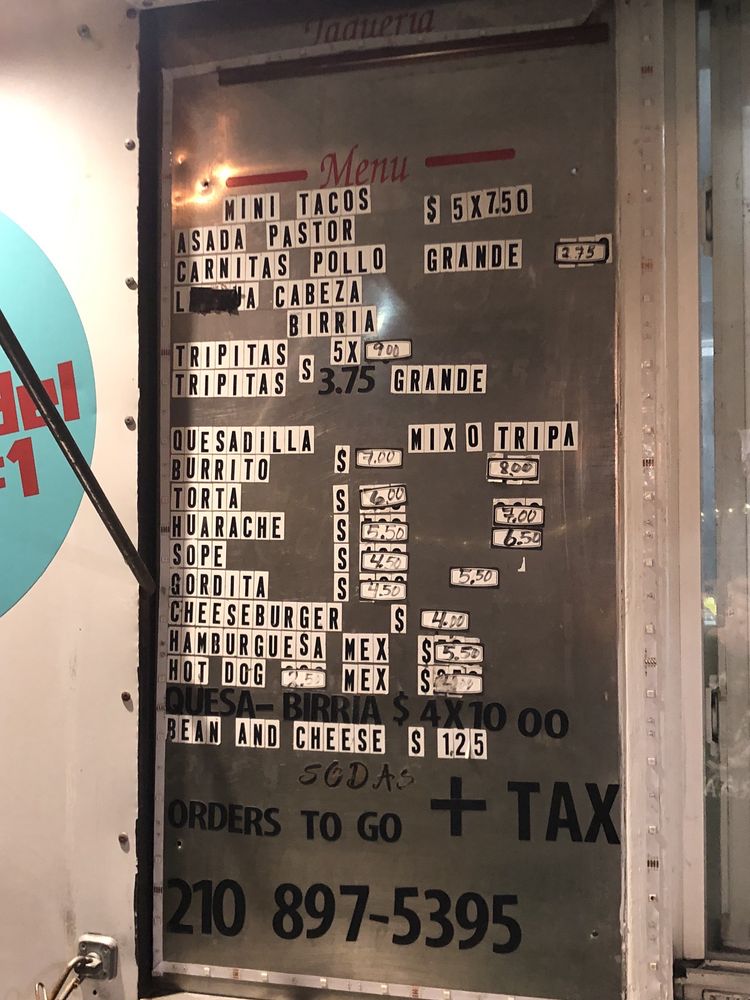 Taqueria
Menu
MINI TACOS $ 5X7.50
ASADA PASTOR
CARNITAS POLLO GRANDE 2.75
CABEZA
BIRRIA
TRIPITAS 5X 9.00
TRIPITAS $ 3.75 GRANDE
QUESADiLLA MIX O TRIPA
BURRITO $ 7.00 8.00
TORTA $ 6.00 7.00
HUARACHE $ 5.50 6.50
SOPE $ 4.50
GORDITA $ 4.50 5.50
CHEESEBURGER $ 4.00
HAMBURGUESA MEX $ 5.50
HOT DOG 2.50 MEX $
QUESA-BIRRIA $ 4X10 00
BEAN AND CHEESE $ 1.25
SODAS
ORDERS TO GO + TAX
210 897-5395
del
#1